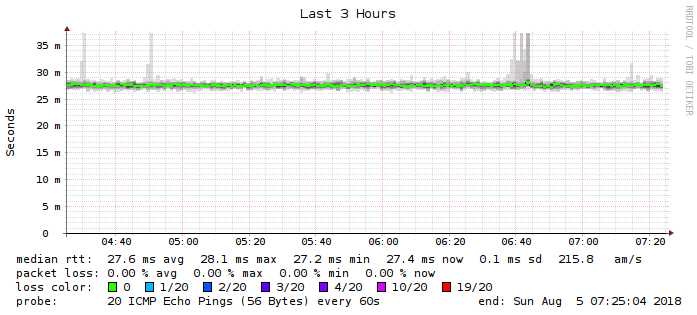 Last 3 Hours
RRDTOOL / TOBI OETIKER
Seconds
35 m
30 m
25 m
20 m
15 m
10 m
5 m
0
04:40 05:00 05:20 05:40 06:00 06:20 06:40 07:00 07:20
median rtt: 27.6 ms avg 28.1 ms max 27.2 ms min 27.4 ms now 0.1 ms sd 215.8 am/s
packet loss: 0.00 % avg 0.00 % max 0.00 % min 0.00 % now
loss color: 0 1/20 2/20 3/20 4/20 10/20 19/20
probe: 20 ICMP Echo Pings (56 Bytes) every 60s end: Sun Aug 5 07:25:04 2018